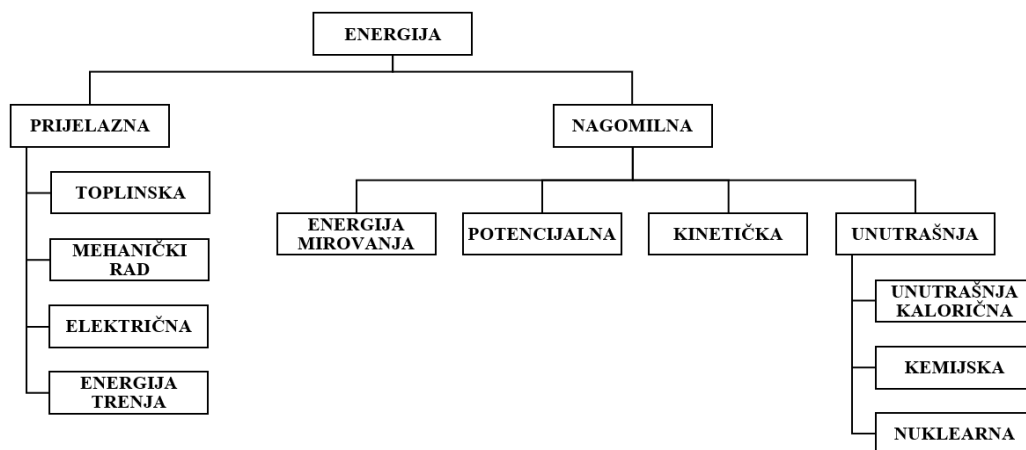 ENERGIJA
PRIJELAZNA
NAGOMILNA
TOPLINSKA
MEHANIČKI
RAD
ELEKTRIČNA
ENERGIJA
TRENJA
ENERGIJA
MIROVANJA
POTENCIJALNA
KINETIČKA
UNUTRAŠNJA
UNUTRAŠNJA
KALORIČNA
KEMIJSKA
NUKLEARNA